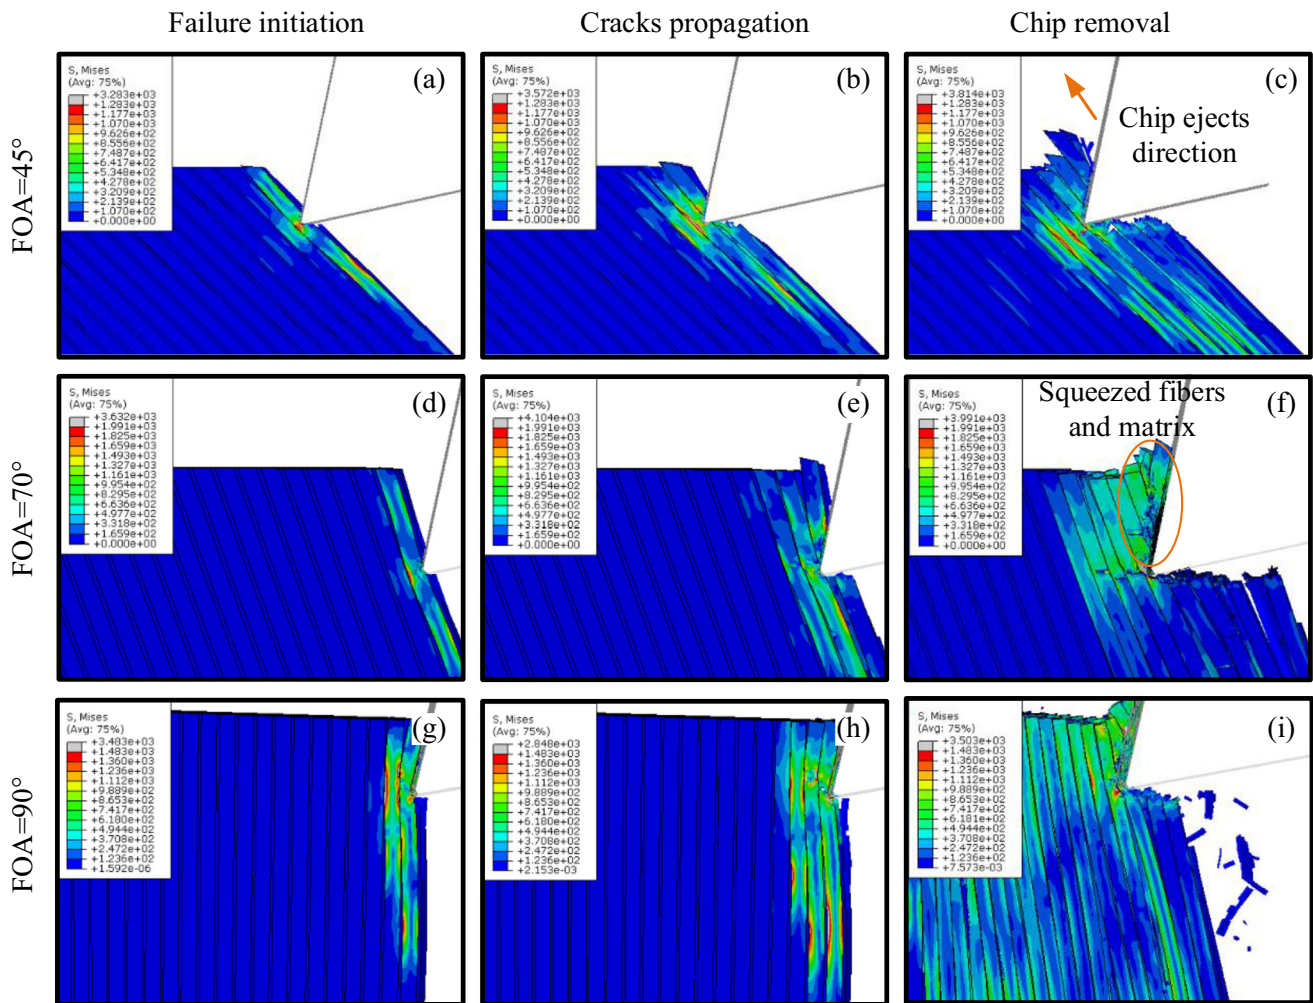 Failure initiation
Cracks propagation
Chip removal
FOA=45°
S, Mises
(Avg: 75%)
+3.283e+03
+1.283e+03
+1.177e+03
+1.070e+03
+9.626e+02
+8.556e+02
+7.487e+02
+6.417e+02
+5.348e+02
+4.278e+02
+3.209e+02
+2.139e+02
+1.070e+02
+0.000e+00
(a)
S, Mises
(Avg: 75%)
+3.572e+03
+1.283e+03
+1.177e+03
+1.070e+03
+9.626e+02
+8.556e+02
+7.487e+02
+6.417e+02
+5.348e+02
+4.278e+02
+3.209e+02
+2.139e+02
+1.070e+02
+0.000e+00
(b)
S, Mises
(Avg: 75%)
+3.814e+03
+1.283e+03
+1.177e+03
+1.070e+03
+9.626e+02
+8.556e+02
+7.487e+02
+6.417e+02
+5.348e+02
+4.278e+02
+3.209e+02
+2.139e+02
+1.070e+02
+0.000e+00
(c)
Chip ejects
direction
FOA=70°
S, Mises
(Avg: 75%)
+3.632e+03
+1.991e+03
+1.825e+03
+1.659e+03
+1.493e+03
+1.327e+03
+1.161e+03
+9.954e+02
+8.295e+02
+6.636e+02
+4.977e+02
+3.318e+02
+1.659e+02
+0.000e+00
(d)
S, Mises
(Avg: 75%)
+4.104e+03
+1.991e+03
+1.825e+03
+1.659e+03
+1.493e+03
+1.327e+03
+1.161e+03
+9.954e+02
+8.295e+02
+6.636e+02
+4.977e+02
+3.318e+02
+1.659e+02
+0.000e+00
(e)
S, Mises
(Avg: 75%)
+3.991e+03
+1.991e+03
+1.825e+03
+1.659e+03
+1.493e+03
+1.327e+03
+1.161e+03
+9.954e+02
+8.295e+02
+6.636e+02
+4.977e+02
+3.318e+02
+1.659e+02
+0.000e+00
Squeezed fibers
and matrix
(f)
FOA=90°
S, Mises
(Avg: 75%)
+3.483e+03
+1.483e+03
+1.360e+03
+1.236e+03
+1.112e+03
+9.889e+02
+8.653e+02
+7.417e+02
+6.180e+02
+4.944e+02
+3.708e+02
+2.472e+02
+1.236e+02
+1.592e-06
(g)
S, Mises
(Avg: 75%)
+2.848e+03
+1.483e+03
+1.360e+03
+1.236e+03
+1.112e+03
+9.889e+02
+8.653e+02
+7.417e+02
+6.180e+02
+4.944e+02
+3.708e+02
+2.472e+02
+1.236e+02
+2.153e-03
(h)
S, Mises
(Avg: 75%)
+3.503e+03
+1.483e+03
+1.360e+03
+1.236e+03
+1.112e+03
+9.889e+02
+8.653e+02
+7.417e+02
+6.181e+02
+4.944e+02
+3.708e+02
+2.472e+02
+1.236e+02
+7.573e-03
(i)